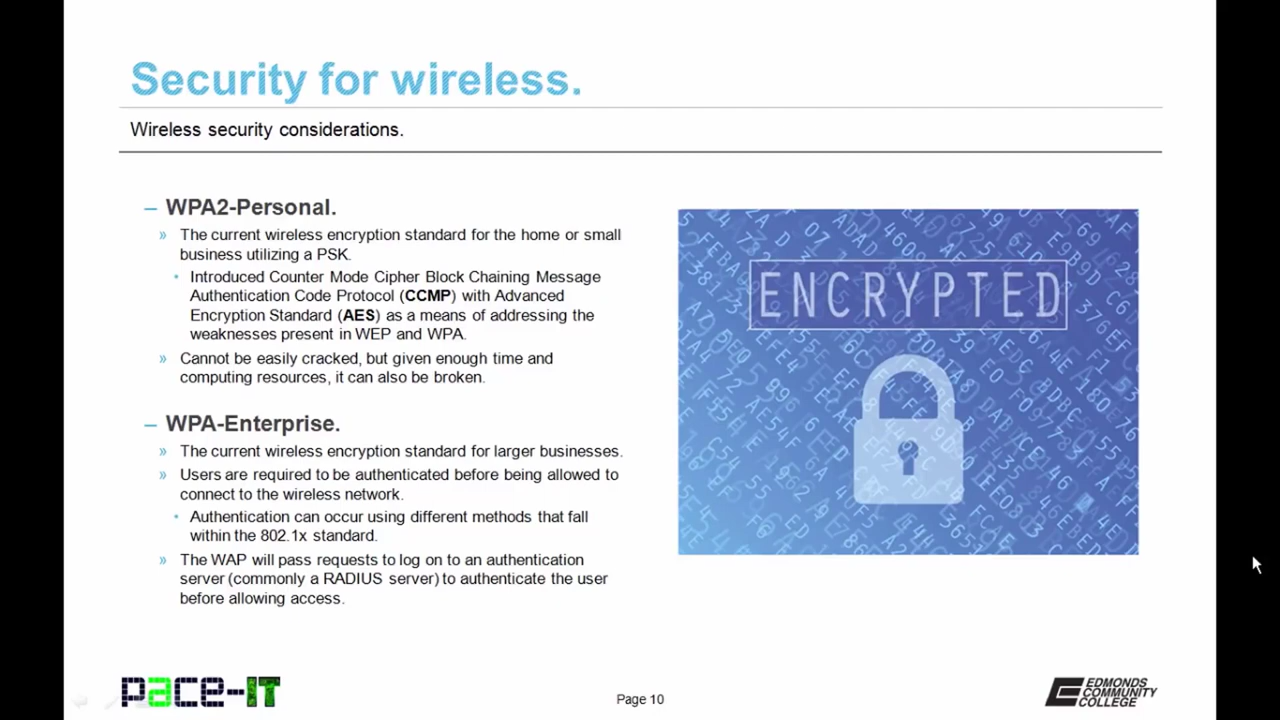 Security for wireless.
Wireless security considerations.
– WPA2-Personal.
» The current wireless encryption standard for the home or small
business utilizing a PSK.
• Introduced Counter Mode Cipher Block Chaining Message
Authentication Code Protocol (CCMP) with Advanced
Encryption Standard (AES) as a means of addressing the
weaknesses present in WEP and WPA.
» Cannot be easily cracked, but given enough time and
computing resources, it can also be broken.
– WPA-Enterprise.
» The current wireless encryption standard for larger businesses.
» Users are required to be authenticated before being allowed to
connect to the wireless network.
• Authentication can occur using different methods that fall
within the 802.1x standard.
» The WAP will pass requests to log on to an authentication
server (commonly a RADIUS server) to authenticate the user
before allowing access.
ENCRYPTED
pace-IT
Page 10
EDMONDS
COMMUNITY
COLLEGE